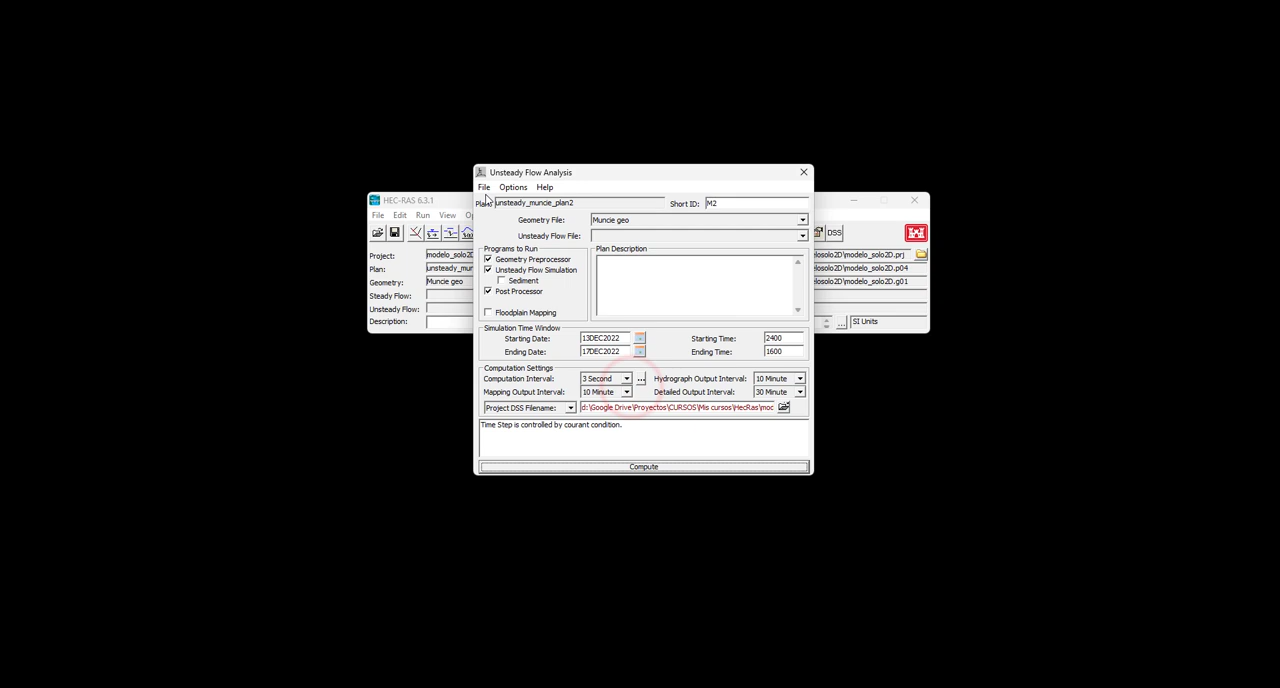 Unsteady Flow Analysis
File Options Help
Plan: unsteady_muncie_plan2 Short ID: M2
Geometry File: Muncie geo
Unsteady Flow File:
Programs to Run
Geometry Preprocessor
Unsteady Flow Simulation
Sediment
Post Processor
Floodplain Mapping
Plan Description
Simulation Time Window
Starting Date: 13DEC2022 Starting Time: 2400
Ending Date: 17DEC2022 Ending Time: 1600
Computation Settings
Computation Interval: 3 Second ... Hydrograph Output Interval: 10 Minute
Mapping Output Interval: 10 Minute Detailed Output Interval: 30 Minute
Project DSS Filename: d:\Google Drive\Proyectos\CURSOS\Mis cursos\HecRas\moc
Time Step is controlled by courant condition.
Compute
HEC-RAS 6.3.1
File Edit Run View
DSS
Project: modelo_solo2D losolo2D\modelo_solo2D.prj
Plan: unsteady_mun losolo2D\modelo_solo2D.p04
Geometry: Muncie geo losolo2D\modelo_solo2D.g01
Steady Flow:
Unsteady Flow:
Description: ... SI Units